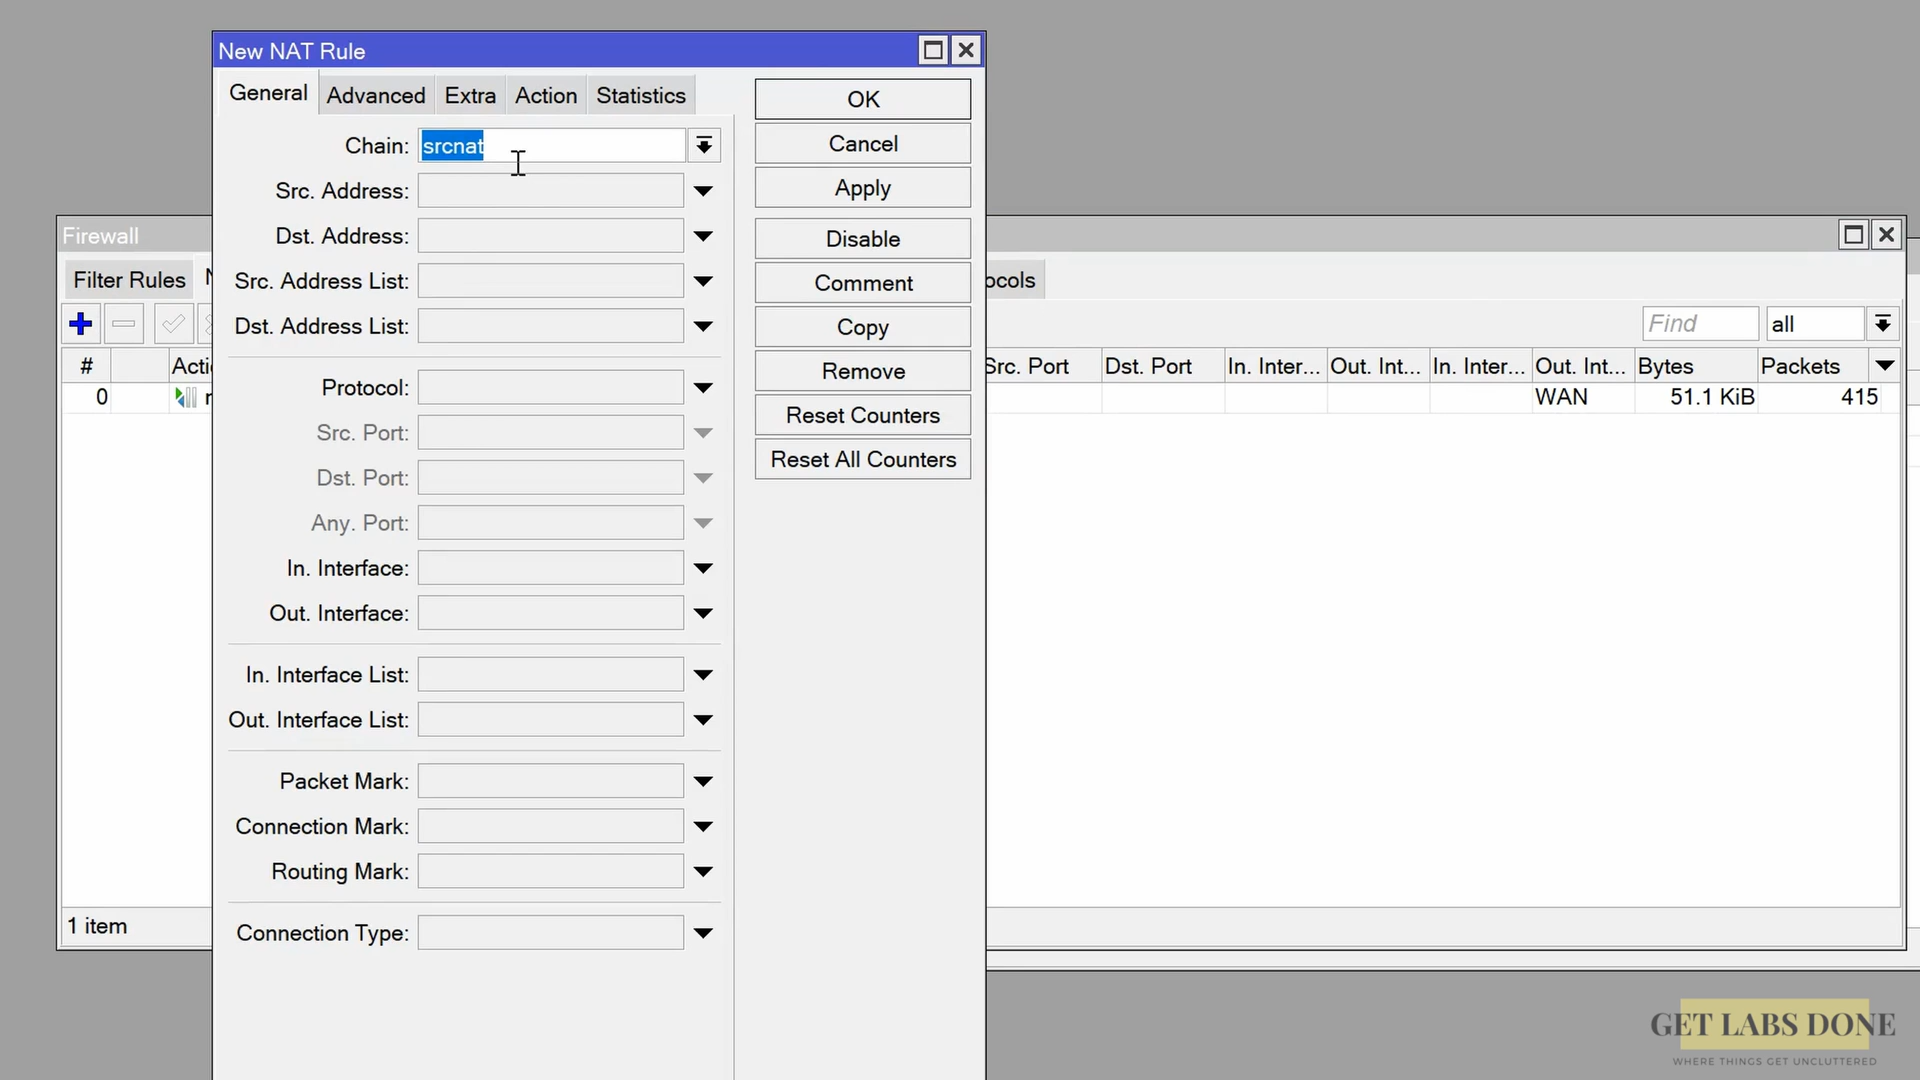 New NAT Rule
General Advanced Extra Action Statistics
Chain: srcnat
Src. Address:
Dst. Address:
Src. Address List:
Dst. Address List:
Protocol:
Src. Port:
Dst. Port:
Any. Port:
In. Interface:
Out. Interface:
In. Interface List:
Out. Interface List:
Packet Mark:
Connection Mark:
Routing Mark:
Connection Type:
OK
Cancel
Apply
Disable
Comment
Copy
Remove
Reset Counters
Reset All Counters
Firewall
Filter Rules
Find all
# Src. Port Dst. Port In. Inter... Out. Int... In. Inter... Out. Int... Bytes Packets
0 WAN 51.1 KiB 415
1 item
GET LABS DONE
WHERE THINGS GET UNCLUTTERED